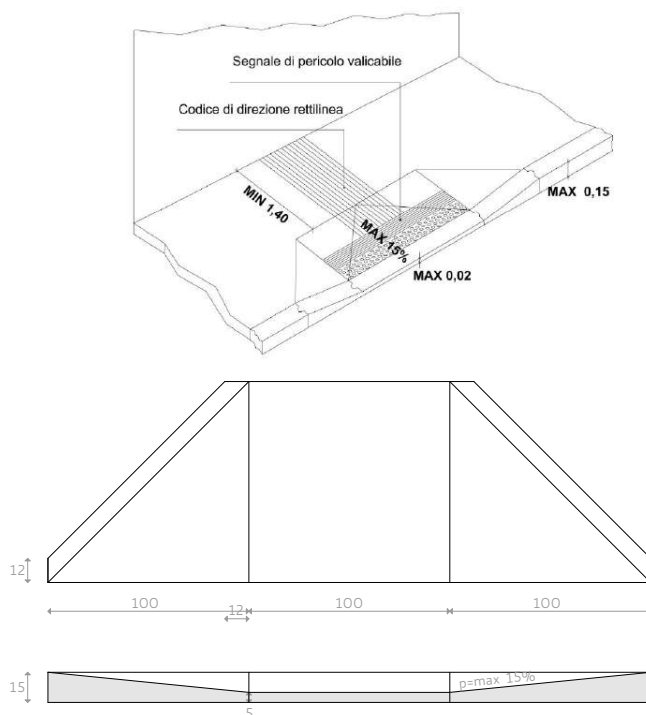 Segnale di pericolo valicabile
Codice di direzione rettilinea
MIN 1,40
MAX 15%
MAX 0,15
MAX 0,02
12
100
100
100
12
15
p=max 15%
5